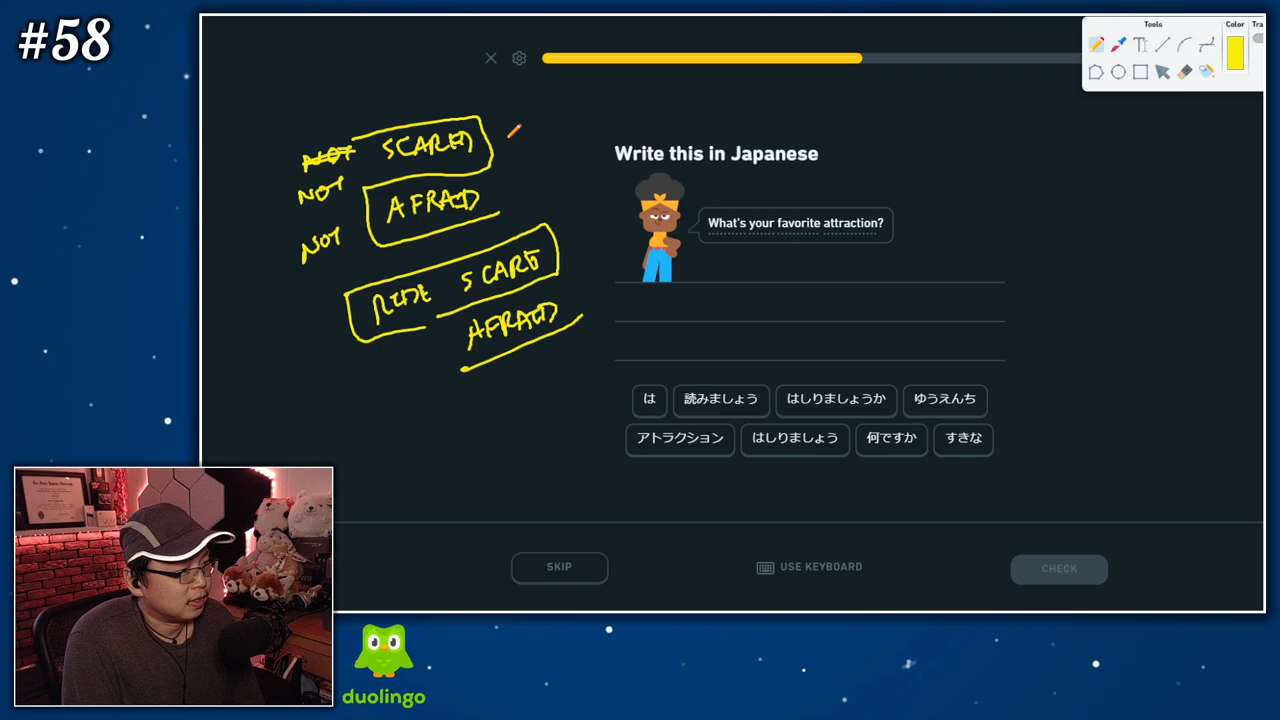 #58
Tools
Color
Tra
NOT SCARED
NOT AFRAID
NOT
RIDE SCARE
AFRAID
Write this in Japanese
What's your favorite attraction?
は 読みましょう はしりましょうか ゆうえんち
アトラクション はしりましょう 何ですか すきな
SKIP
USE KEYBOARD
CHECK
duolingo